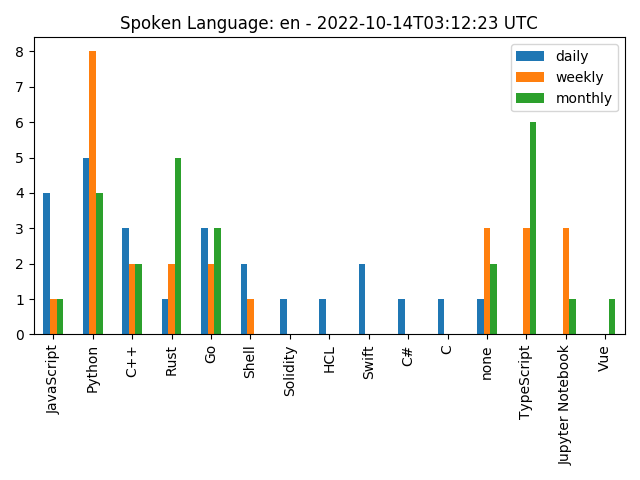 Spoken Language: en - 2022-10-14T03:12:23 UTC
daily
weekly
monthly
8
7
6
5
4
3
2
1
0
JavaScript
Python
C++
Rust
Go
Shell
Solidity
HCL
Swift
C#
C
none
TypeScript
Jupyter Notebook
Vue